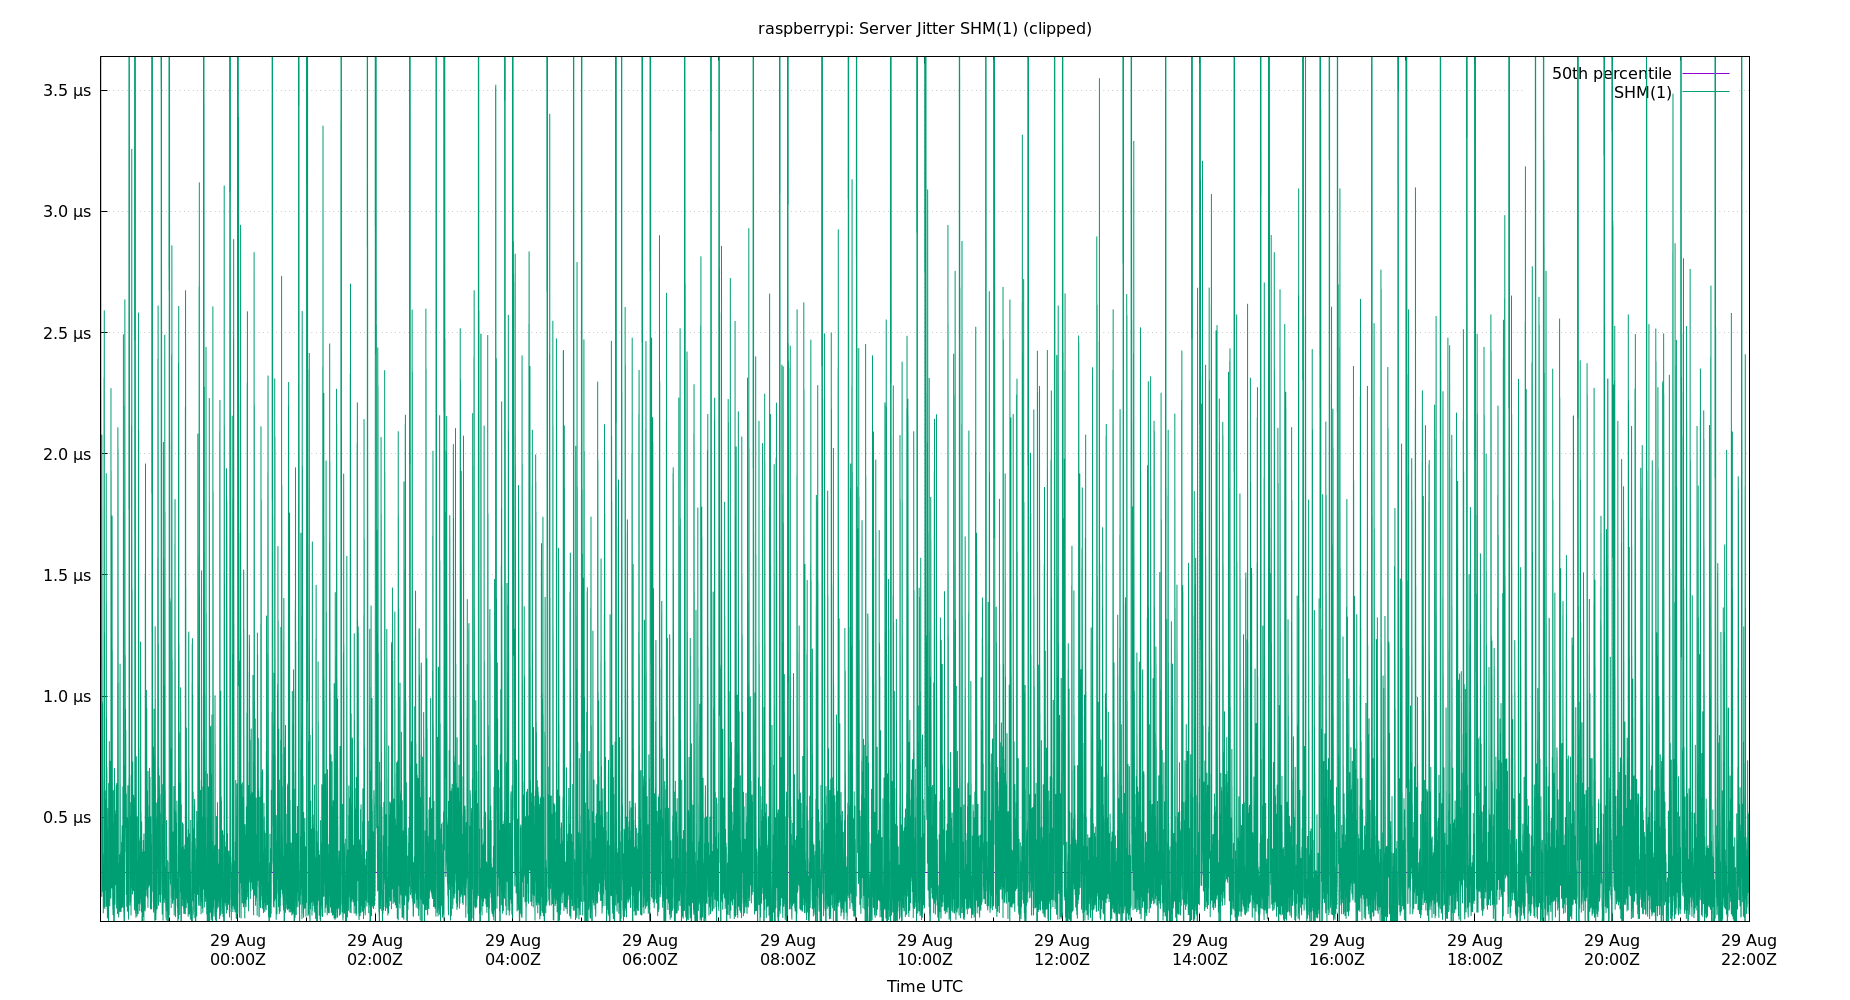 raspberrypi: Server Jitter SHM(1) (clipped)
50th percentile
SHM(1)
3.5 µs
3.0 µs
2.5 µs
2.0 µs
1.5 µs
1.0 µs
0.5 µs
29 Aug 29 Aug 29 Aug 29 Aug 29 Aug 29 Aug 29 Aug 29 Aug 29 Aug 29 Aug 29 Aug 29 Aug
00:00Z 02:00Z 04:00Z 06:00Z 08:00Z 10:00Z 12:00Z 14:00Z 16:00Z 18:00Z 20:00Z 22:00Z
Time UTC